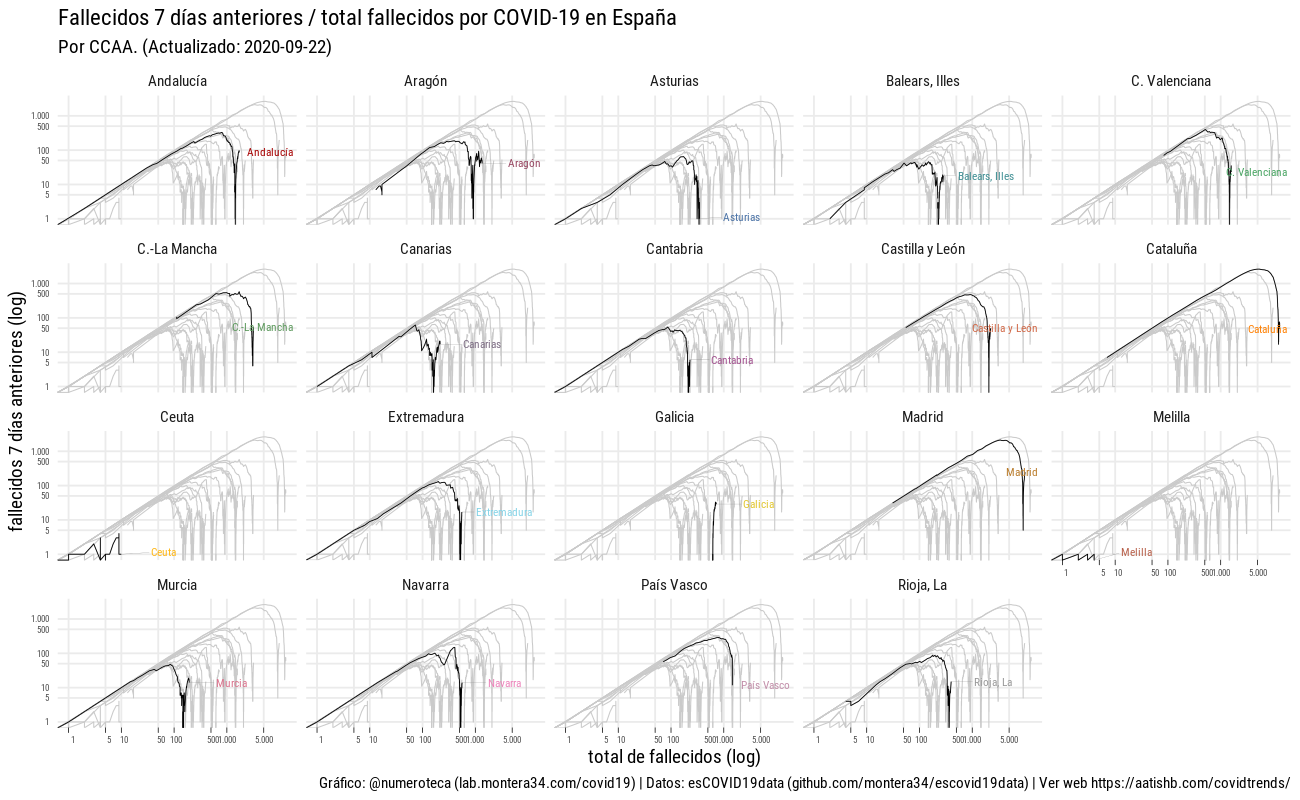 Fallecidos 7 días anteriores / total fallecidos por COVID-19 en España
Por CCAA. (Actualizado: 2020-09-22)
Andalucía Aragón Asturias Balears, Illes C. Valenciana
1.000
500
100
50
10
5
1
Andalucía Aragón Asturias Balears, Illes C. Valenciana
C.-La Mancha Canarias Cantabria Castilla y León Cataluña
1.000
500
100
50
10
5
1
C.-La Mancha Canarias Cantabria Castilla y León Cataluña
Ceuta Extremadura Galicia Madrid Melilla
1.000
500
100
50
10
5
1
Ceuta Extremadura Galicia Madrid Melilla
1 5 10 50 100 500 1.000 5.000
Murcia Navarra País Vasco Rioja, La
1.000
500
100
50
10
5
1
Murcia Navarra País Vasco Rioja, La
1 5 10 50 100 500 1.000 5.000 1 5 10 50 100 500 1.000 5.000 1 5 10 50 100 500 1.000 5.000 1 5 10 50 100 500 1.000 5.000
fallecidos 7 días anteriores (log)
total de fallecidos (log)
Gráfico: @numeroteca (lab.montera34.com/covid19) | Datos: esCOVID19data (github.com/montera34/escovid19data) | Ver web https://aatishb.com/covidtrends/